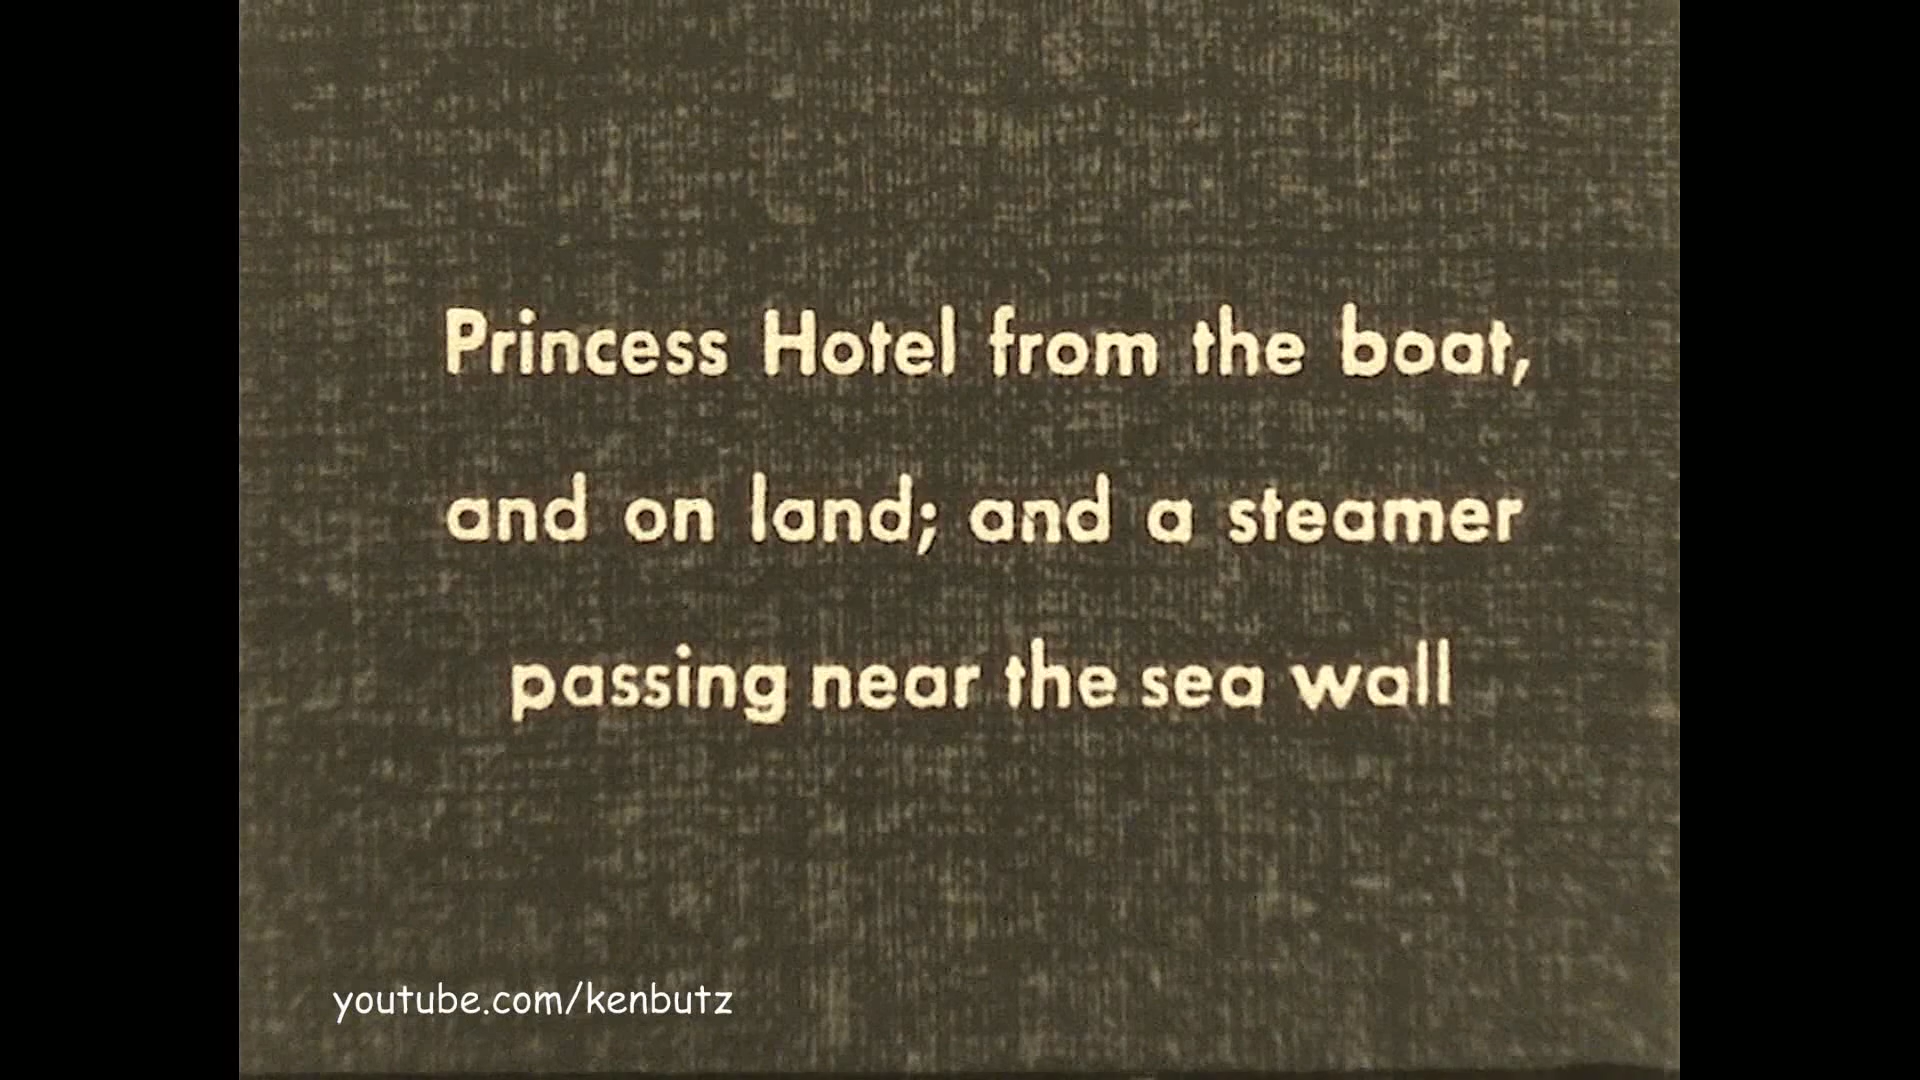 Princess Hotel from the boat,
and on land; and a steamer
passing near the sea wall
youtube.com/kenbutz